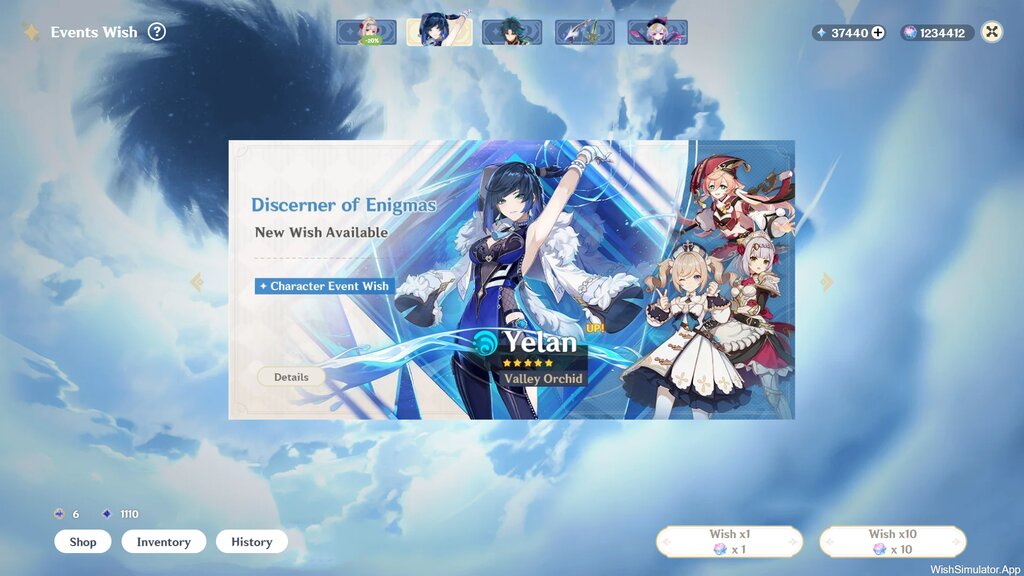 Events Wish ?
-20%
37440 +
1234412
Discerner of Enigmas
New Wish Available
Character Event Wish
UP!
Yelan
Valley Orchid
Details
6
1110
Shop
Inventory
History
Wish x1
x 1
Wish x10
x 10
WishSimulator.App